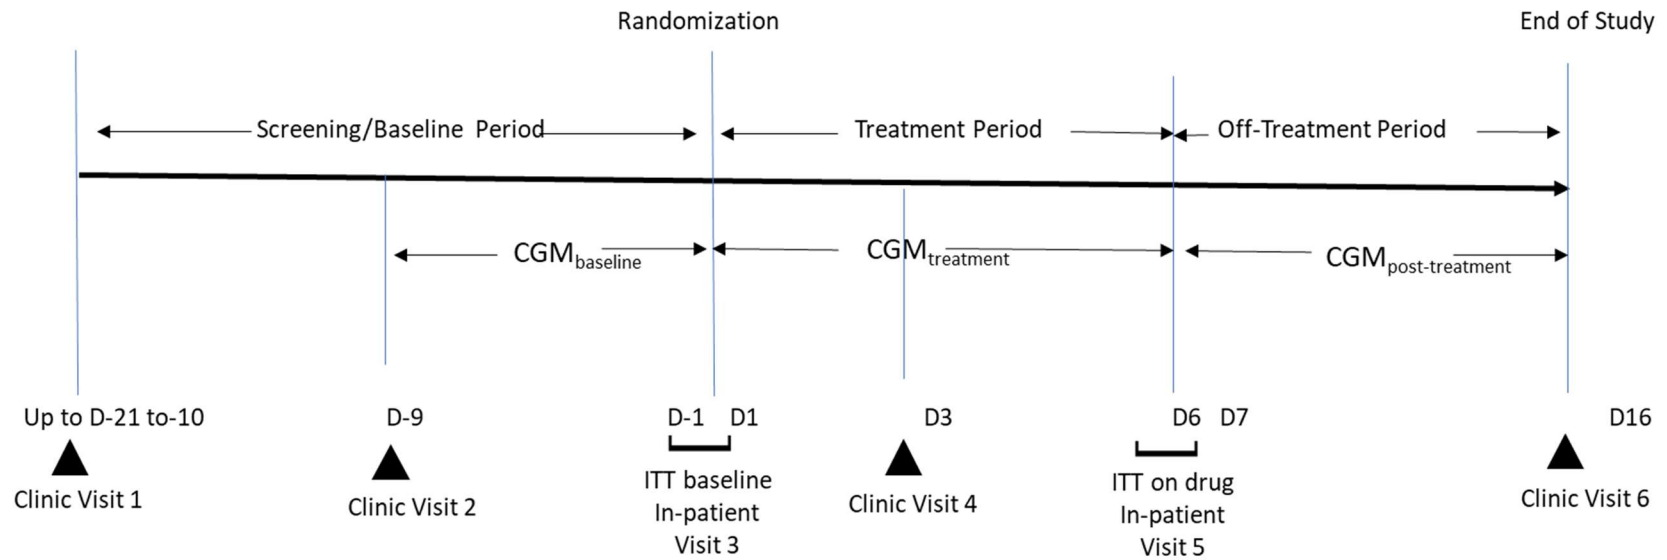 Randomization
End of Study
Screening/Baseline Period
Treatment Period
Off-Treatment Period
CGMbaseline
CGMtreatment
CGMpost-treatment
Up to D-21 to-10
D-9
D-1 D1
D3
D6 D7
D16
Clinic Visit 1
Clinic Visit 2
ITT baseline
In-patient
Visit 3
Clinic Visit 4
ITT on drug
In-patient
Visit 5
Clinic Visit 6